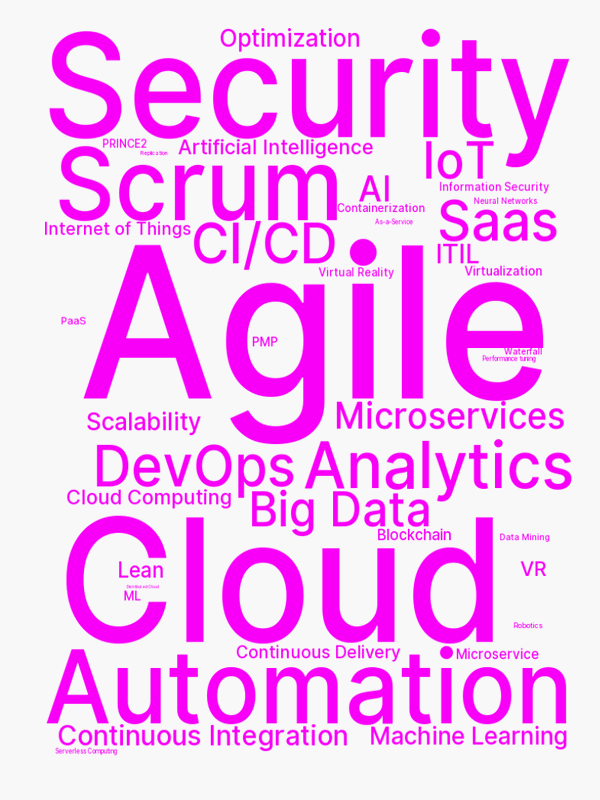 Optimization
Security
PRINCE2
Replication
Artificial Intelligence
IoT
Scrum
AI
Information Security
Neural Networks
Containerization
Saas
As-a-Service
Internet of Things
CI/CD
ITIL
Virtual Reality
Virtualization
Agile
PaaS
PMP
Waterfall
Performance tuning
Scalability
Microservices
DevOps
Analytics
Cloud Computing
Big Data
Blockchain
Data Mining
Cloud
Lean
VR
Distributed Cloud
ML
Robotics
Continuous Delivery
Microservice
Automation
Continuous Integration
Machine Learning
Serverless Computing